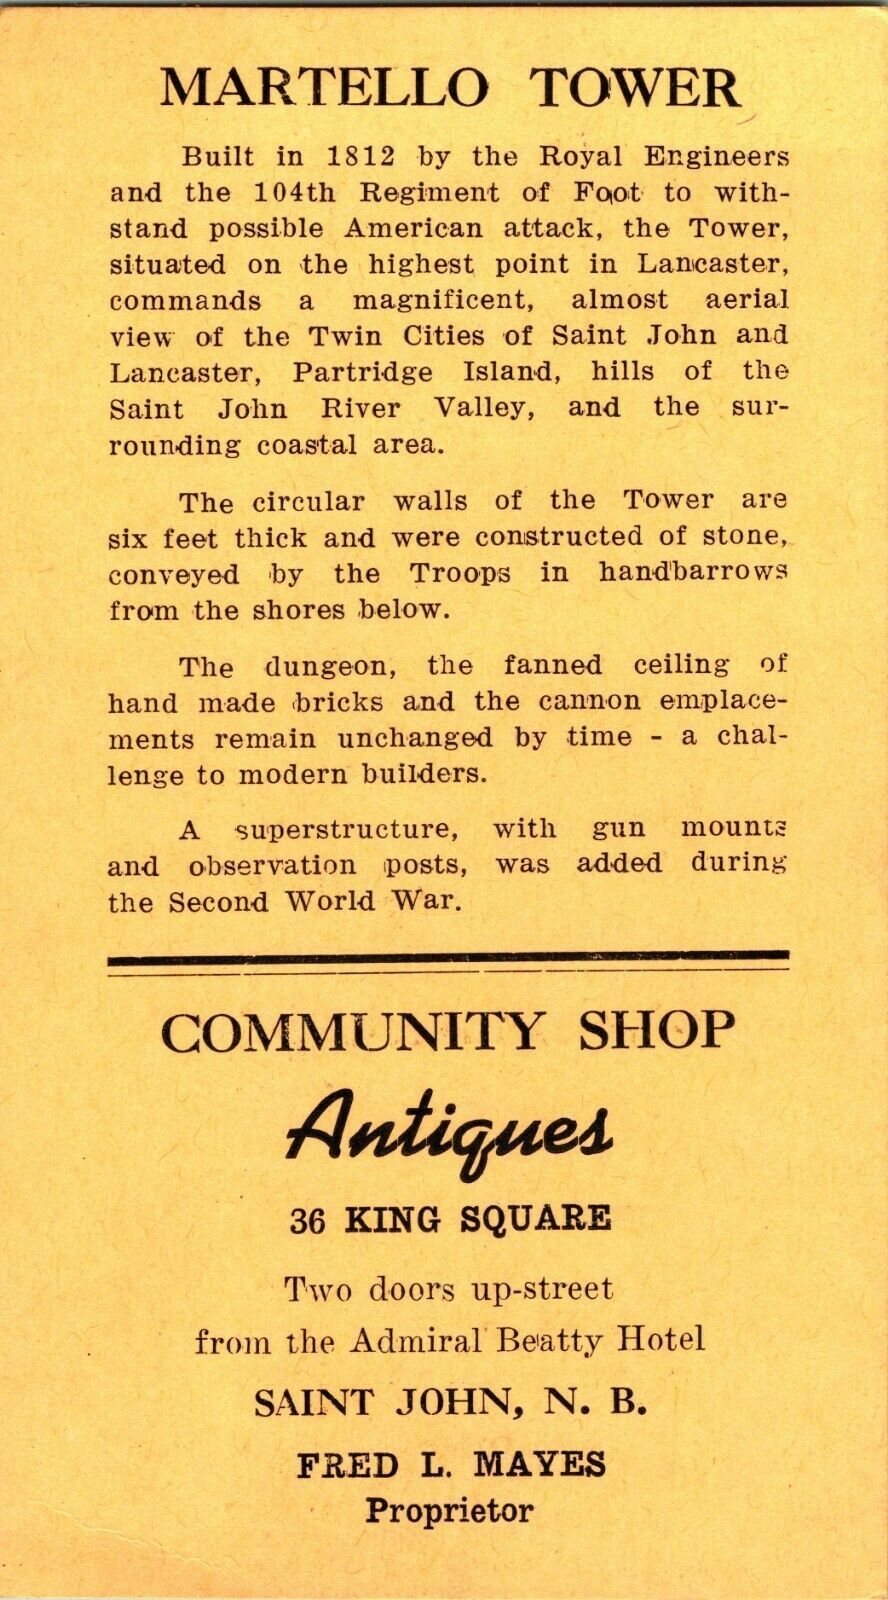 MARTELLO TOWER
Built in 1812 by the Royal Engineers
and the 104th Regiment of Foot to with-
stand possible American attack, the Tower,
situated on the highest point in Lancaster,
commands a magnificent, almost aerial
view of the Twin Cities of Saint John and
Lancaster, Partridge Island, hills of the
Saint John River Valley, and the sur-
rounding coastal area.
The circular walls of the Tower are
six feet thick and were constructed of stone,
conveyed by the Troops in handbarrows
from the shores below.
The dungeon, the fanned ceiling of
hand made bricks and the cannon emplace-
ments remain unchanged by time - a chal-
lenge to modern builders.
A superstructure, with gun mounts
and observation posts, was added during
the Second World War.
COMMUNITY SHOP
Antiques
36 KING SQUARE
Two doors up-street
from the Admiral Beatty Hotel
SAINT JOHN, N. B.
FRED L. MAYES
Proprietor